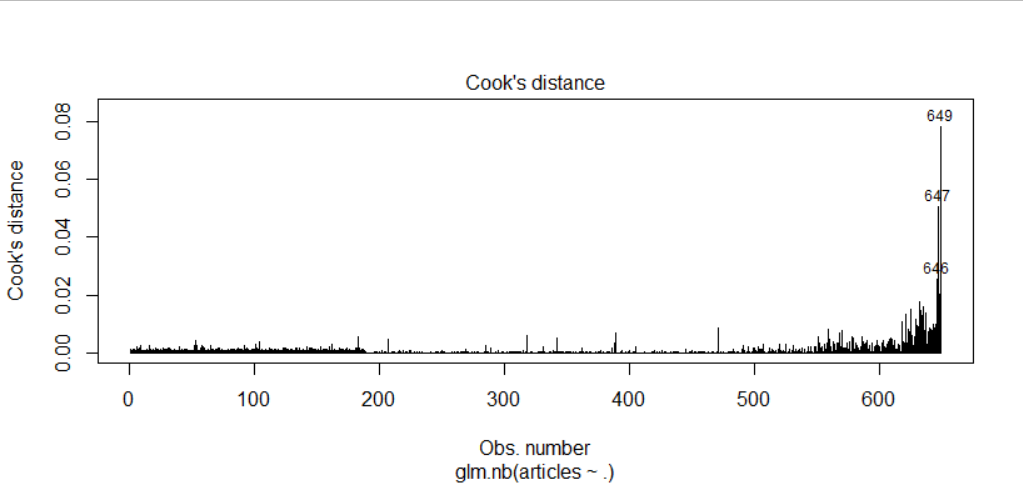 Cook's distance
Cook's distance
0.08
0.06
0.04
0.02
0.00
649
647
646
0 100 200 300 400 500 600
Obs. number
glm.nb(articles ~ .)